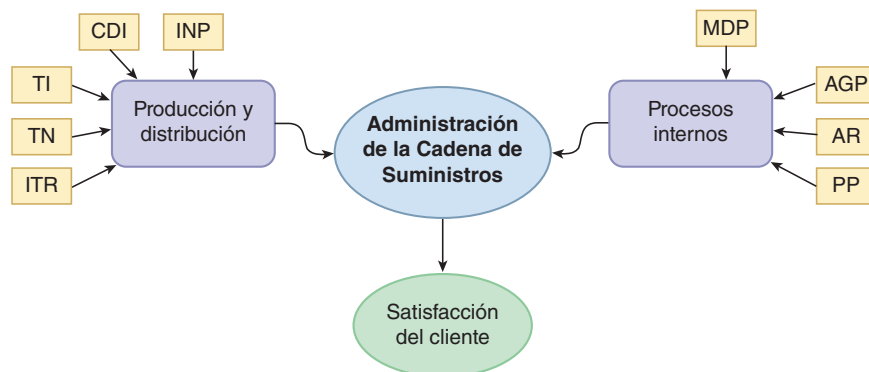 CDI
INP
TI
TN
ITR
Producción y
distribución
Administración
de la Cadena de
Suministros
MDP
Procesos
internos
AGP
AR
PP
Satisfacción
del cliente